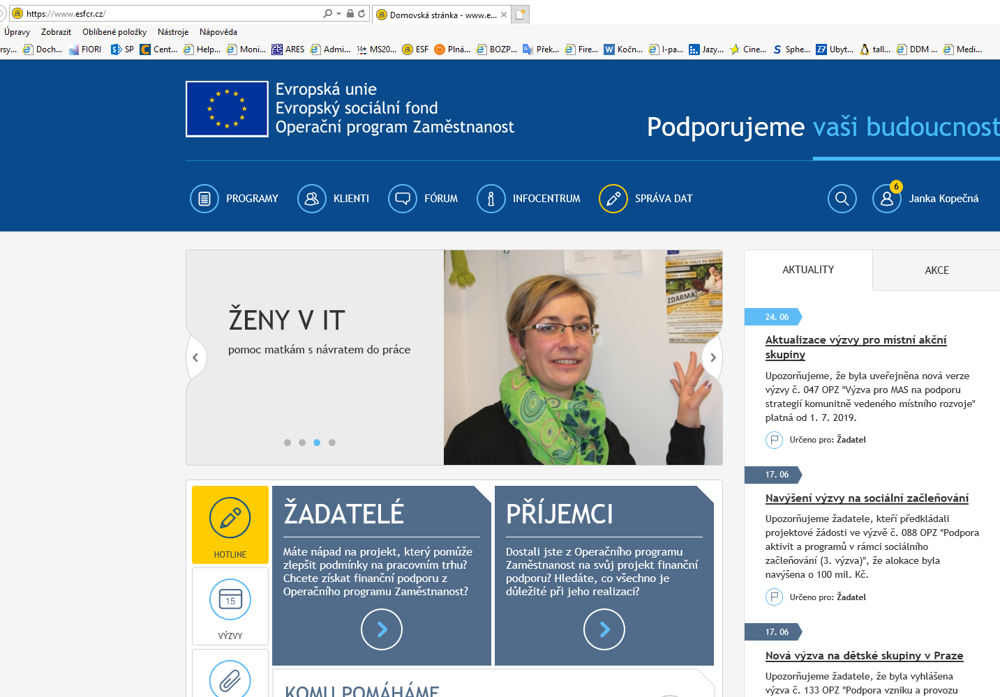 https://www.esfcr.cz/
Domovská stránka - www.e...
Úpravy Zobrazit Oblíbené položky Nástroje Nápověda
rsy... Doch... FIORI SP Cent... Help... Moni... ARES Admi... 14+ MS20... ESF Plná... BOZP... Přek... Fire... W Kočn... I-pa... Jazy... Cine... S Sphe... Ubyt... tall... DDM ... Medi...
Evropská unie
Evropský sociální fond
Operační program Zaměstnanost
Podporujeme vaši budoucnost
PROGRAMY KLIENTI FÓRUM INFOCENTRUM SPRÁVA DAT 6 Janka Kopečná
ŽENY V IT
pomoc matkám s návratem do práce
ZDARMA
HOTLINE
15
VÝZVY
ŽADATELÉ
Máte nápad na projekt, který pomůže
zlepšit podmínky na pracovním trhu?
Chcete získat finanční podporu z
Operačního programu Zaměstnanost?
PŘÍJEMCI
Dostali jste z Operačního programu
Zaměstnanost na svůj projekt finanční
podporu? Hledáte, co všechno je
důležité při jeho realizaci?
KOMU POMÁHÁME
AKTUALITY AKCE
24. 06
Aktualizace výzvy pro místní akční
skupiny
Upozorňujeme, že byla uveřejněna nová verze
výzvy č. 047 OPZ "Výzva pro MAS na podporu
strategií komunitně vedeného místního rozvoje"
platná od 1. 7. 2019.
Určeno pro: Žadatel
17. 06
Navýšení výzvy na sociální začleňování
Upozorňujeme žadatele, kteří předkládali
projektové žádosti ve výzvě č. 088 OPZ "Podpora
aktivit a programů v rámci sociálního
začleňování (3. výzva)", že alokace byla
navýšena o 100 mil. Kč.
Určeno pro: Žadatel
17. 06
Nová výzva na dětské skupiny v Praze
Upozorňujeme žadatele, že byla vyhlášena
výzva č. 133 OPZ "Podpora vzniku a provozu